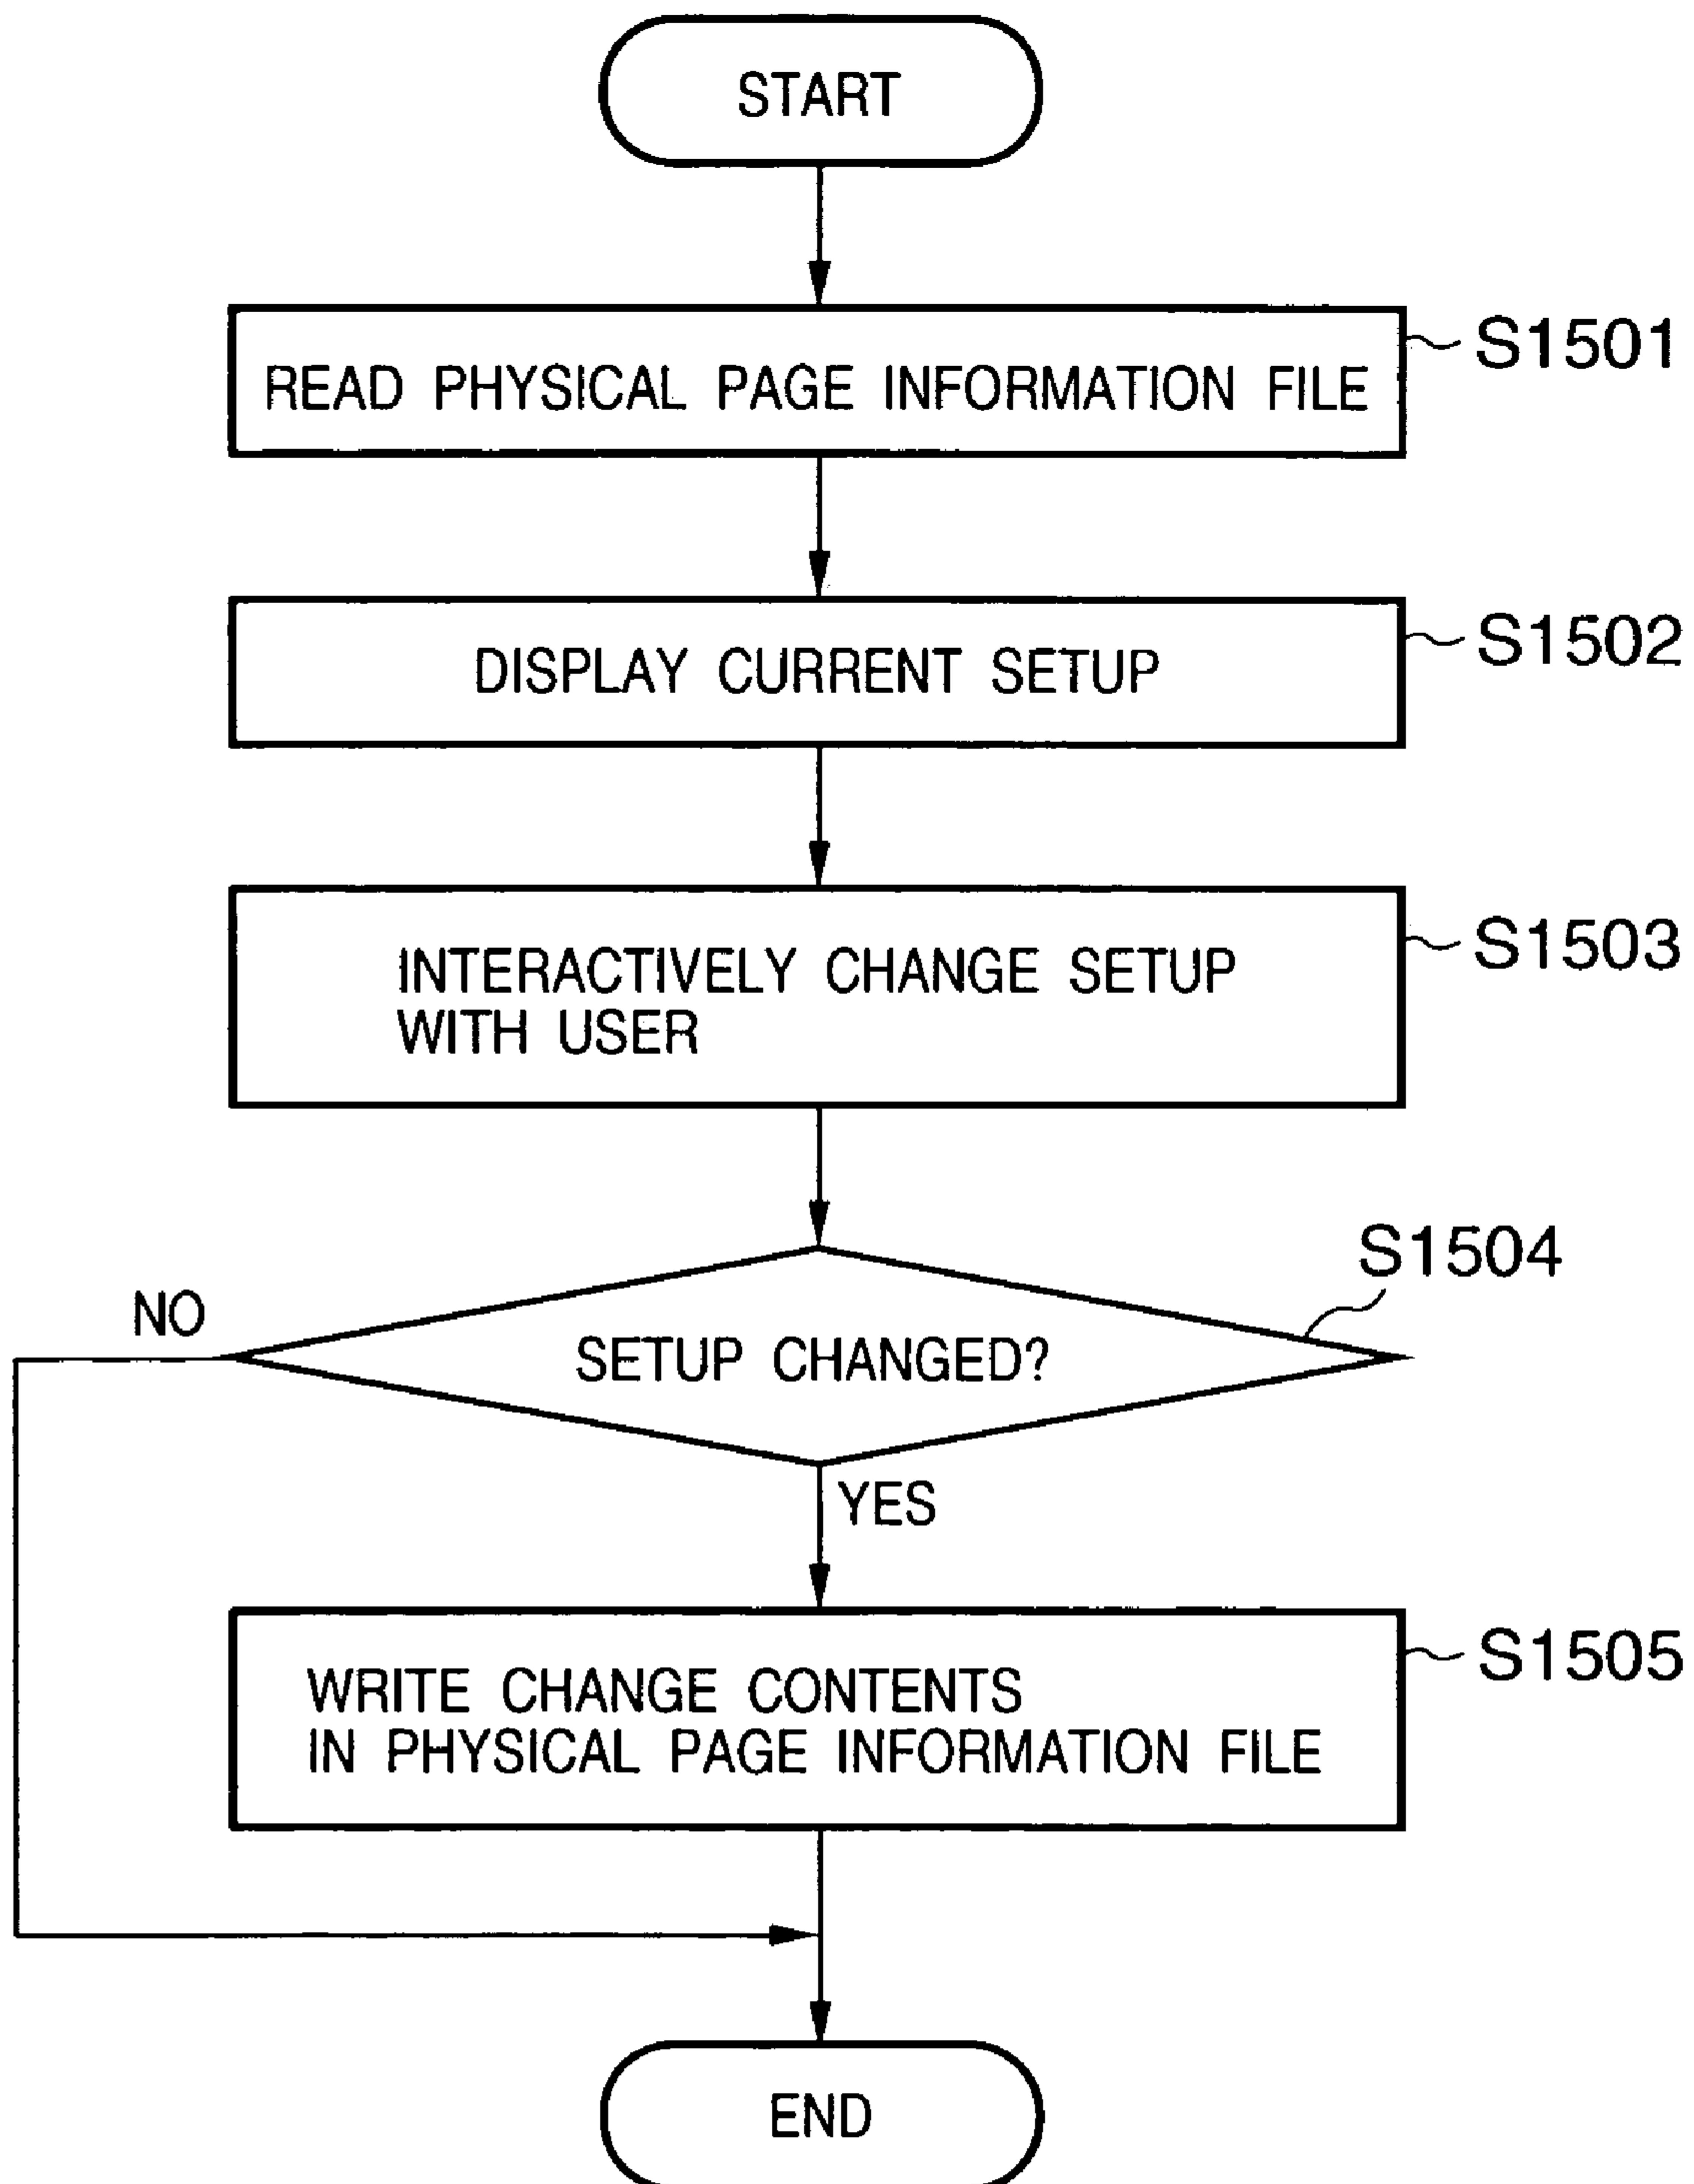 START
READ PHYSICAL PAGE INFORMATION FILE
S1501
DISPLAY CURRENT SETUP
S1502
INTERACTIVELY CHANGE SETUP
WITH USER
S1503
S1504
NO
SETUP CHANGED?
YES
WRITE CHANGE CONTENTS
IN PHYSICAL PAGE INFORMATION FILE
S1505
END